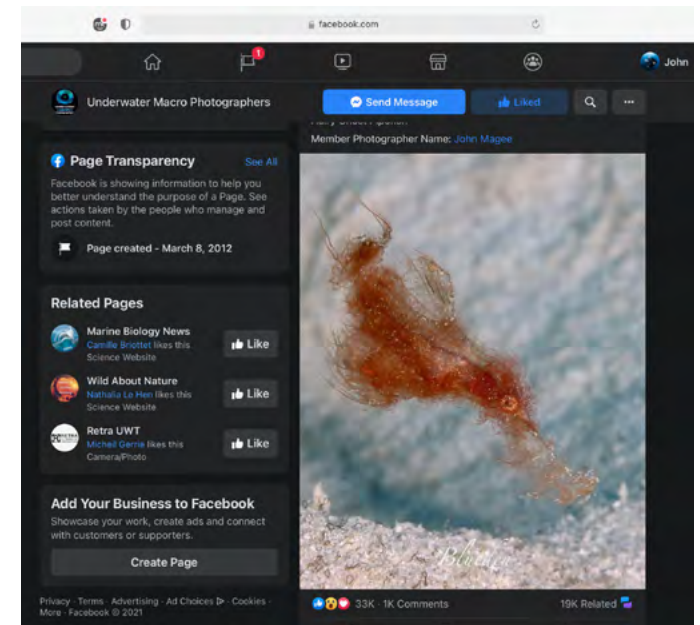 facebook.com
1
John
Underwater Macro Photographers
Send Message
Liked
Member Photographer Name: John Magee
Page Transparency
See All
Facebook is showing information to help you
better understand the purpose of a Page. See
actions taken by the people who manage and
post content.
Page created - March 8, 2012
Related Pages
Marine Biology News
Camille Briottet likes this
Science Website
Like
Wild About Nature
Nathalia Le Hen likes this
Science Website
Like
Retra UWT
Micheil Gerrie likes this
Camera/Photo
Like
Add Your Business to Facebook
Showcase your work, create ads and connect
with customers or supporters.
Create Page
Privacy · Terms · Advertising · Ad Choices · Cookies ·
More · Facebook © 2021
33K · 1K Comments
19K Related